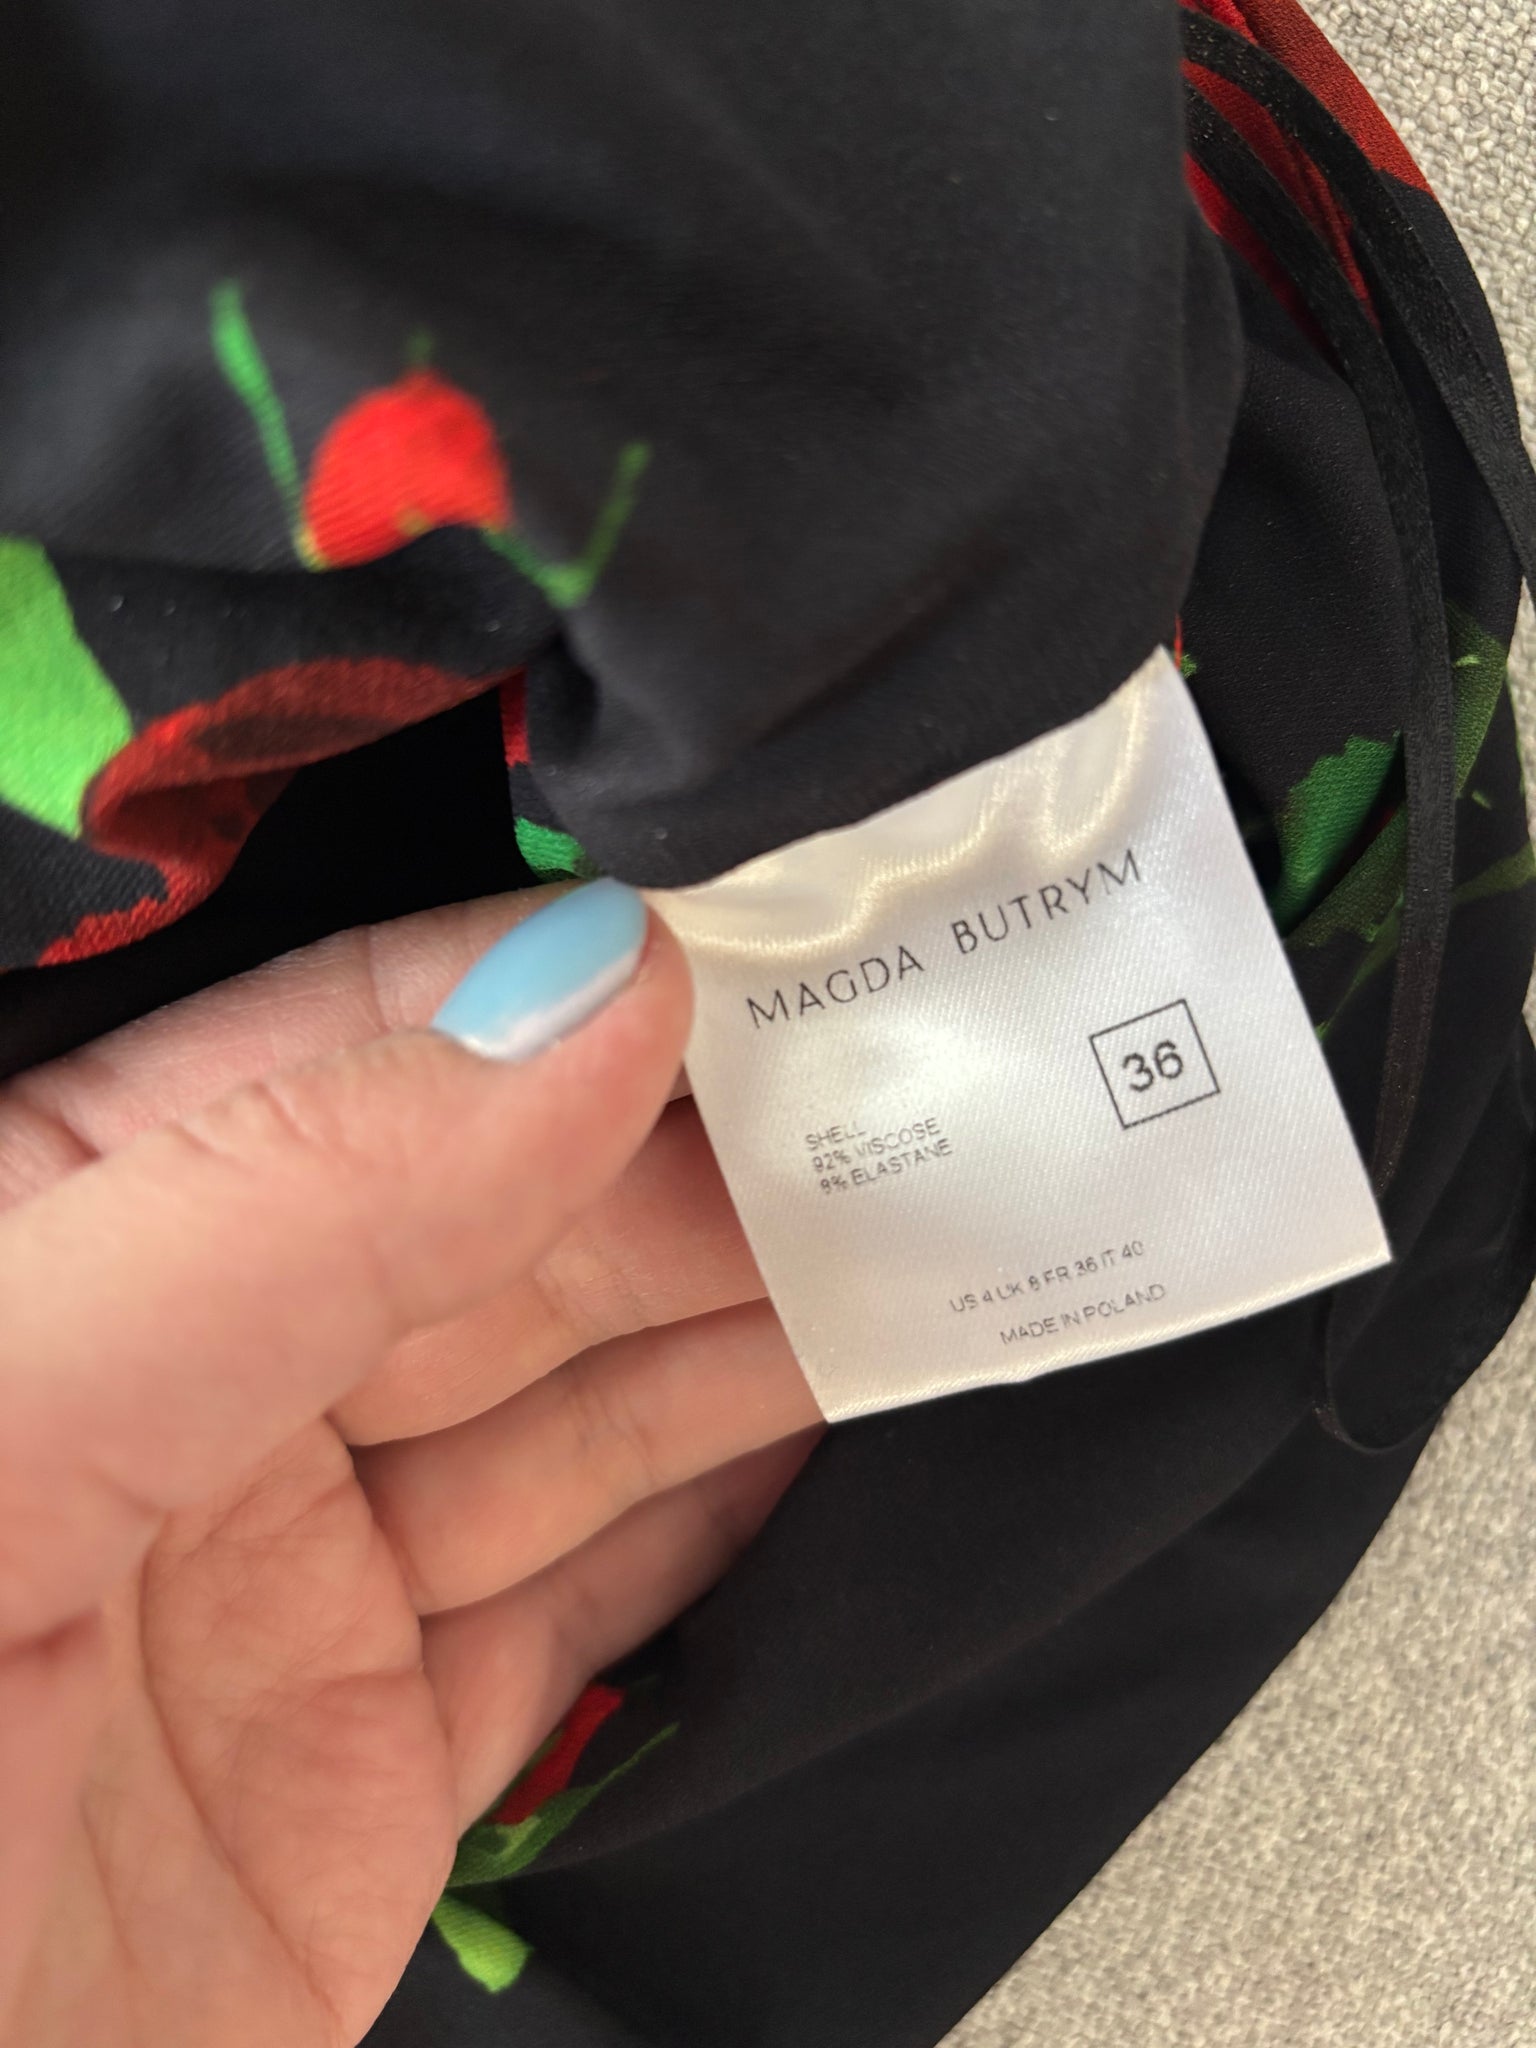 MAGDA BUTRYM
36
SHELL
92% VISCOSE
8% ELASTANE
US 4 UK 8 FR 36 IT 40
MADE IN POLAND